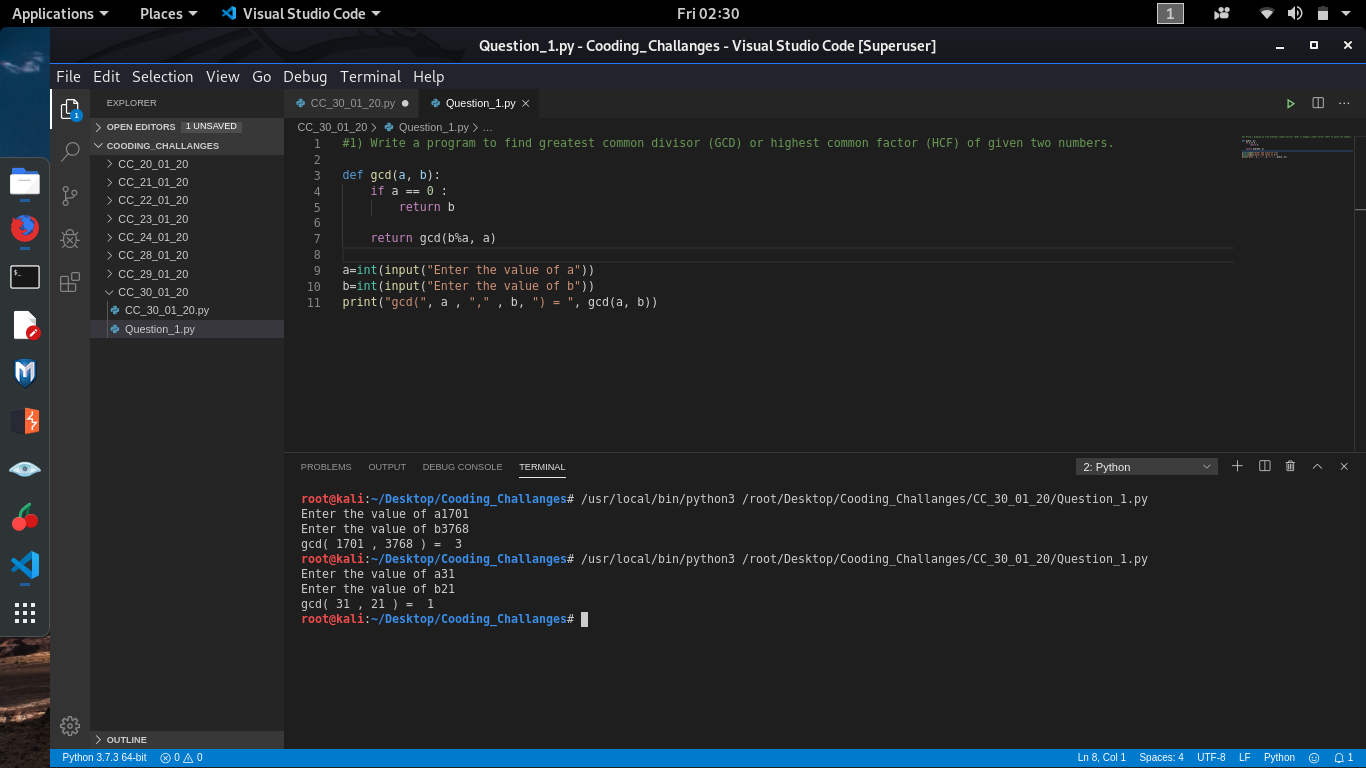 Applications Places Visual Studio Code Fri 02:30 1
Question_1.py - Cooding_Challanges - Visual Studio Code [Superuser]
File Edit Selection View Go Debug Terminal Help
EXPLORER
1
OPEN EDITORS 1 UNSAVED
COODING_CHALLANGES
CC_20_01_20
CC_21_01_20
CC_22_01_20
CC_23_01_20
CC_24_01_20
CC_28_01_20
CC_29_01_20
CC_30_01_20
CC_30_01_20.py
Question_1.py
OUTLINE
CC_30_01_20.py Question_1.py
CC_30_01_20 > Question_1.py > ...
1 #1) Write a program to find greatest common divisor (GCD) or highest common factor (HCF) of given two numbers.
2
3 def gcd(a, b):
4 if a == 0 :
5 return b
6
7 return gcd(b%a, a)
8
9 a=int(input("Enter the value of a"))
10 b=int(input("Enter the value of b"))
11 print("gcd(", a , "," , b, ") = ", gcd(a, b))
PROBLEMS OUTPUT DEBUG CONSOLE TERMINAL 2: Python
root@kali:~/Desktop/Cooding_Challanges# /usr/local/bin/python3 /root/Desktop/Cooding_Challanges/CC_30_01_20/Question_1.py
Enter the value of a1701
Enter the value of b3768
gcd( 1701 , 3768 ) =  3
root@kali:~/Desktop/Cooding_Challanges# /usr/local/bin/python3 /root/Desktop/Cooding_Challanges/CC_30_01_20/Question_1.py
Enter the value of a31
Enter the value of b21
gcd( 31 , 21 ) =  1
root@kali:~/Desktop/Cooding_Challanges#
Python 3.7.3 64-bit 0 0 Ln 8, Col 1 Spaces: 4 UTF-8 LF Python 1